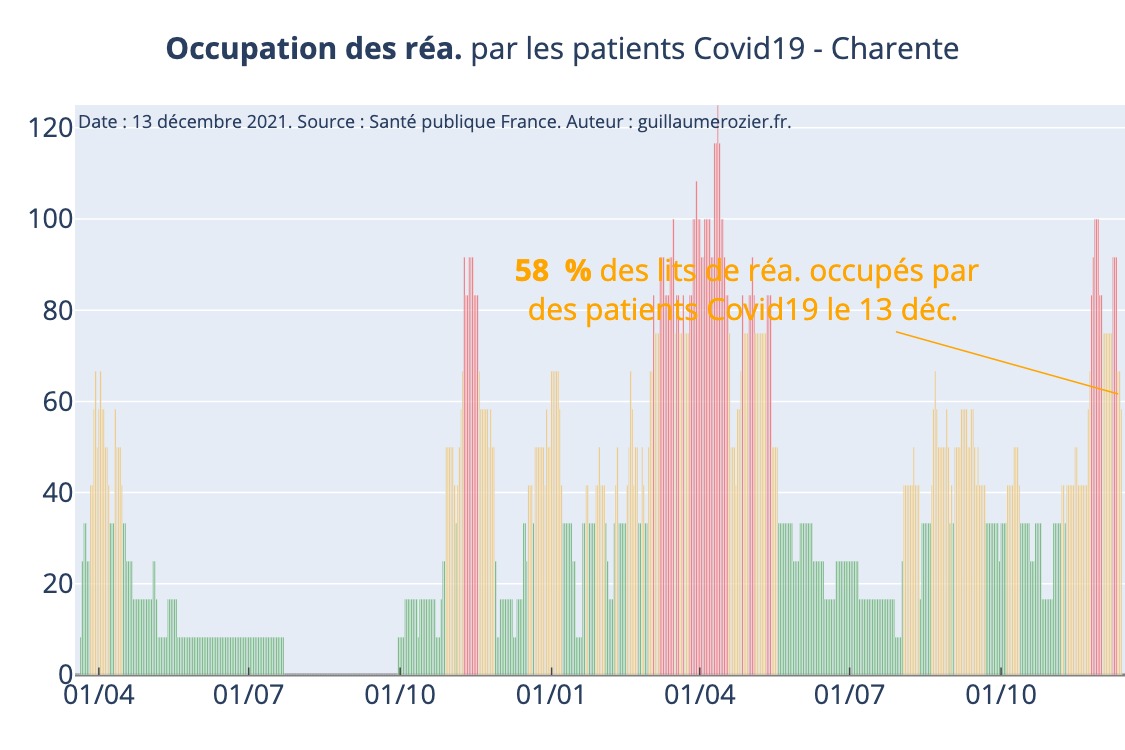 Occupation des réa. par les patients Covid19 - Charente
Date : 13 décembre 2021. Source : Santé publique France. Auteur : guillaumerozier.fr.
120
100
80
60
40
20
0
58 % des lits de réa. occupés par
des patients Covid19 le 13 déc.
01/04 01/07 01/10 01/01 01/04 01/07 01/10